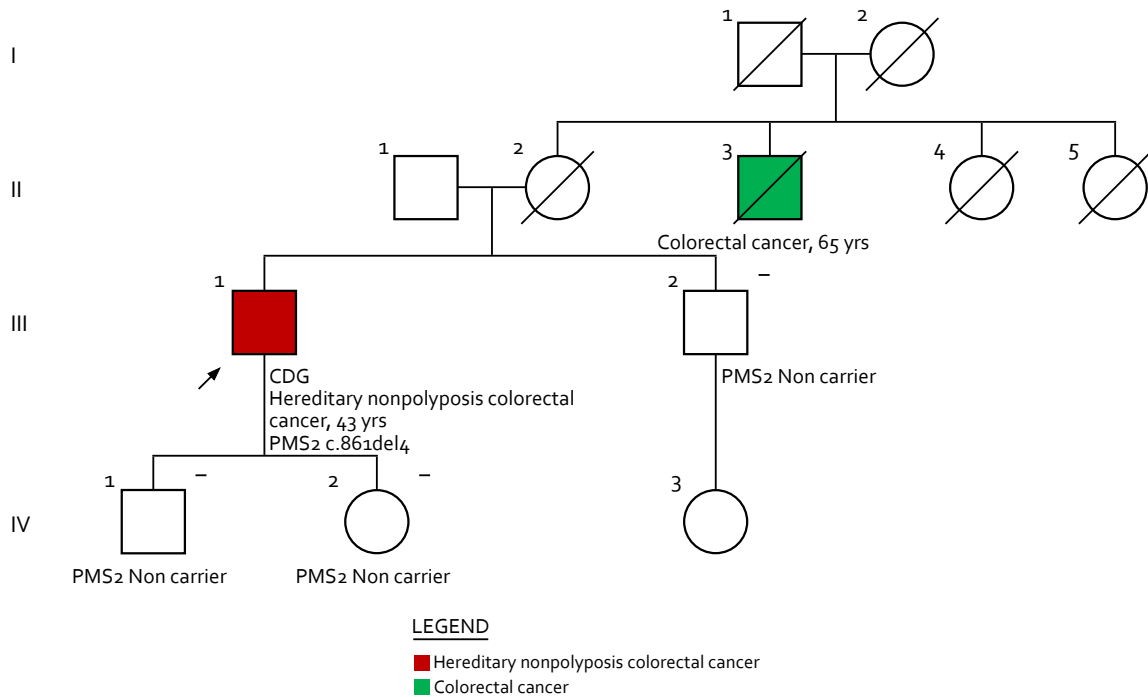 1
2
I
1
2
3
4
5
II
Colorectal cancer, 65 yrs
1
2
–
III
CDG
Hereditary nonpolyposis colorectal
cancer, 43 yrs
PMS2 c.861del4
PMS2 Non carrier
1
–
2
–
3
IV
PMS2 Non carrier
PMS2 Non carrier
LEGEND
Hereditary nonpolyposis colorectal cancer
Colorectal cancer